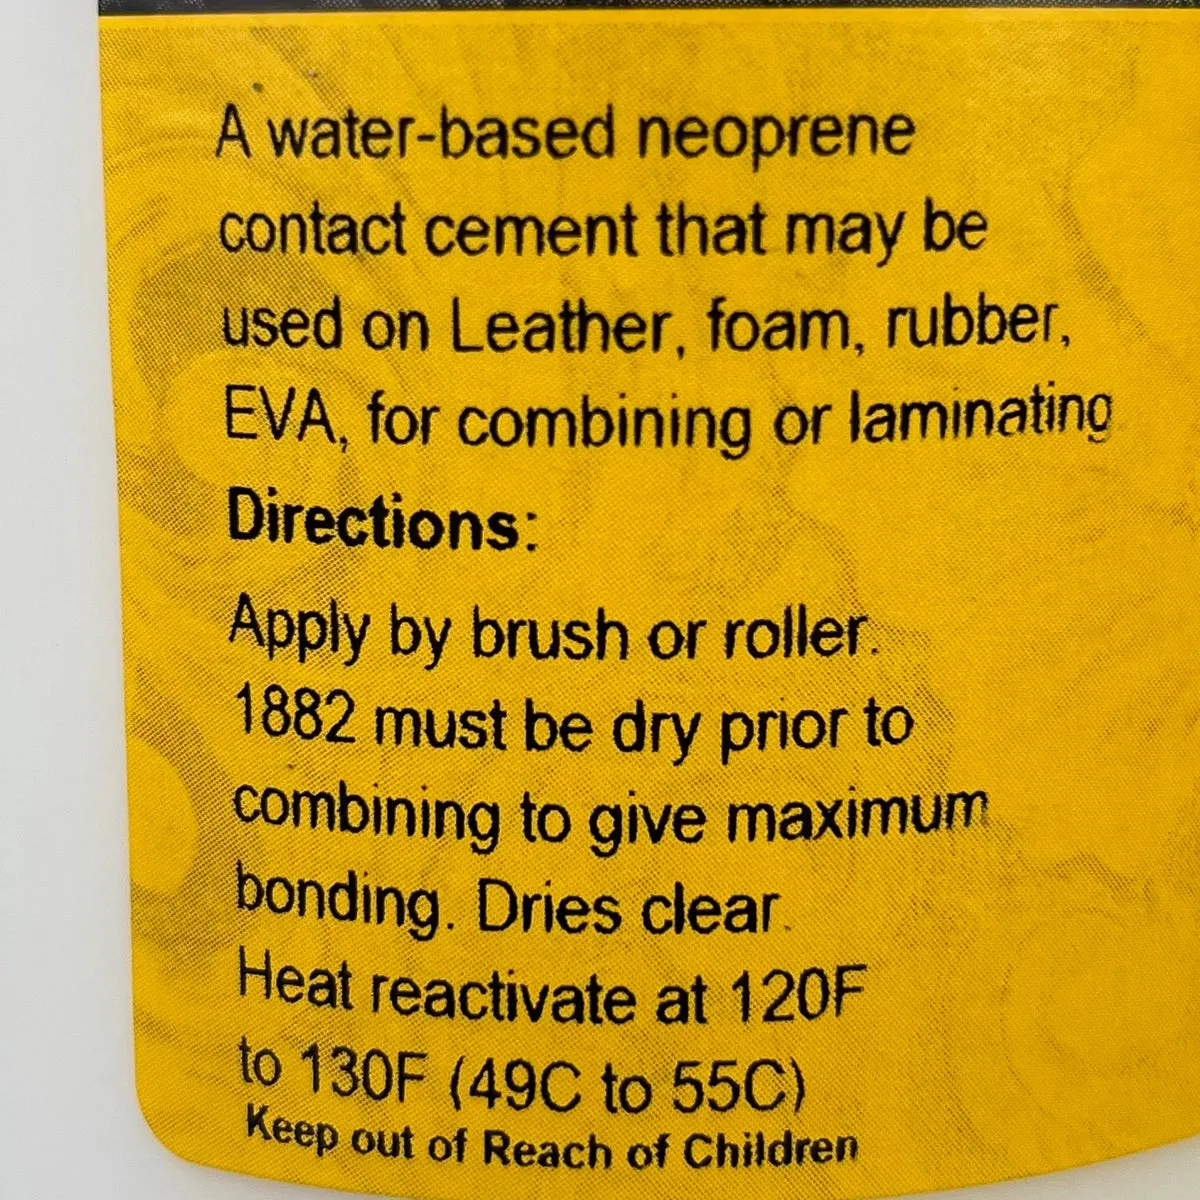 A water-based neoprene
contact cement that may be
used on Leather, foam, rubber,
EVA, for combining or laminating
Directions:
Apply by brush or roller.
1882 must be dry prior to
combining to give maximum
bonding. Dries clear.
Heat reactivate at 120F
to 130F (49C to 55C)
Keep out of Reach of Children